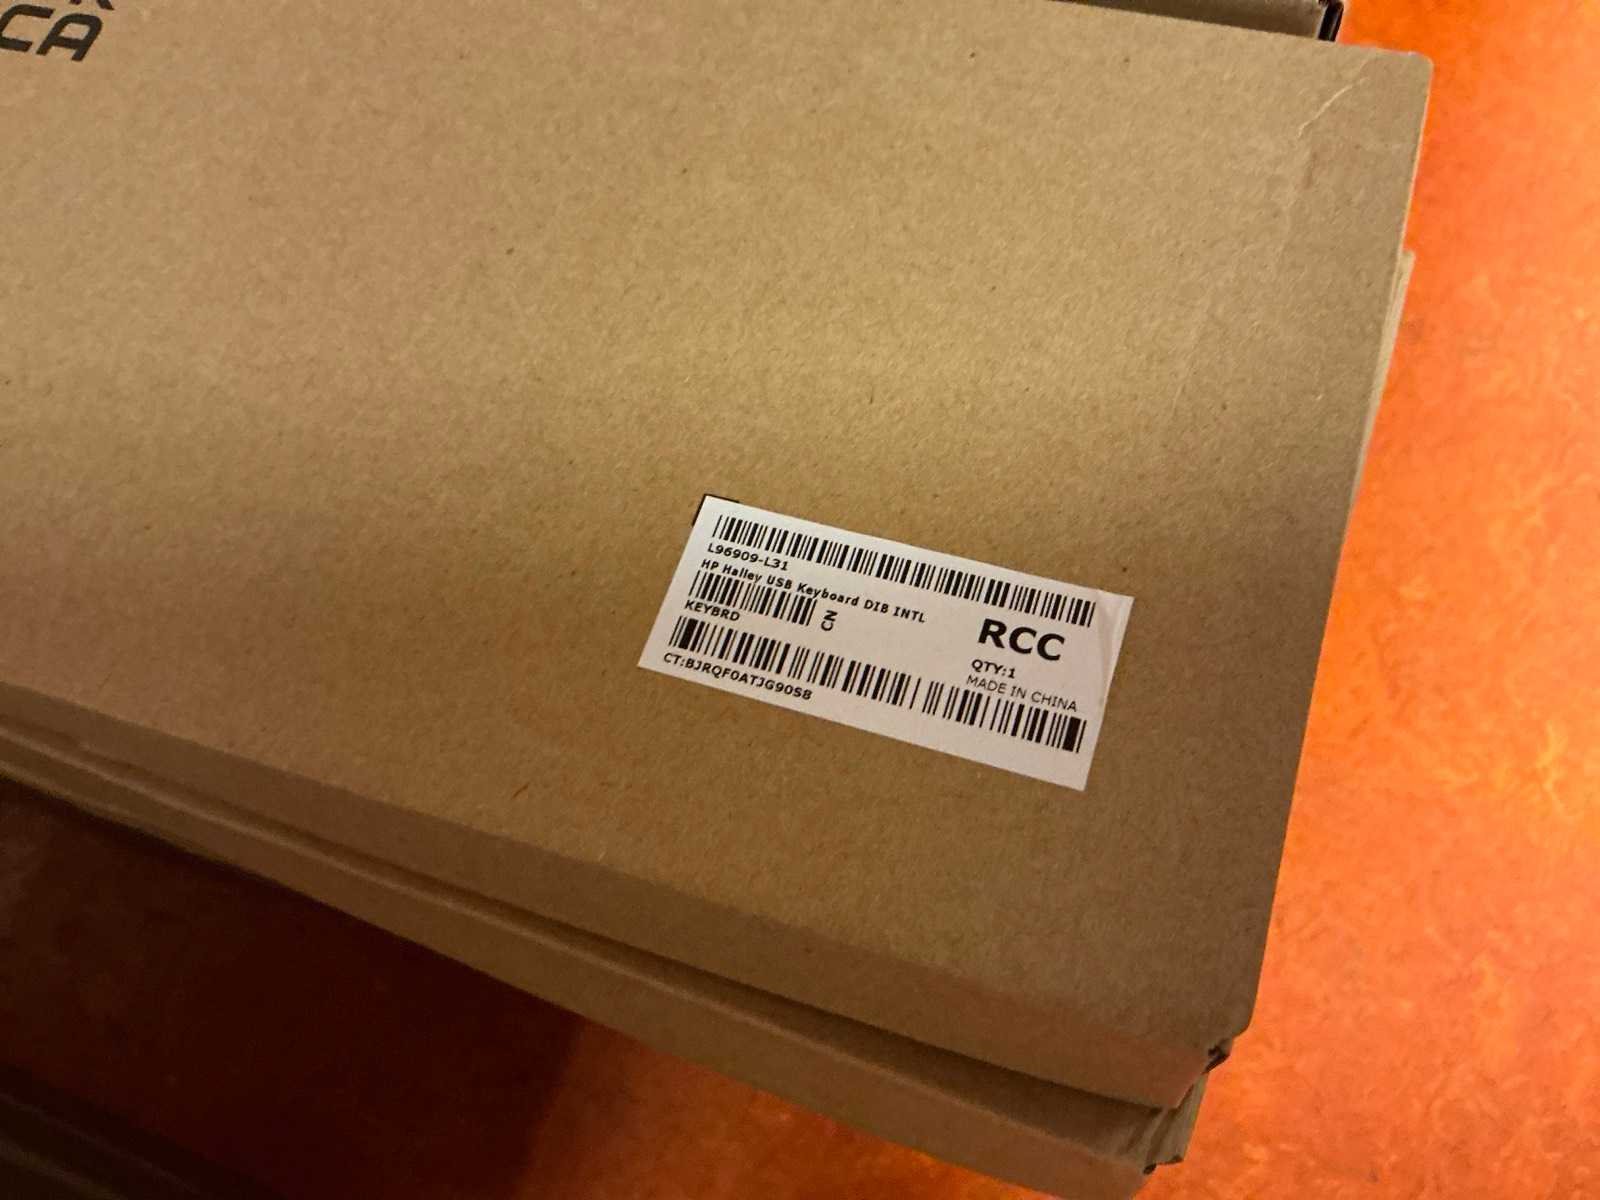 CA
L96909-L31
HP Halley USB Keyboard DIB INTL
KEYBRD
CN
RCC
QTY:1
MADE IN CHINA
CT:BJRQF0ATJG90S8